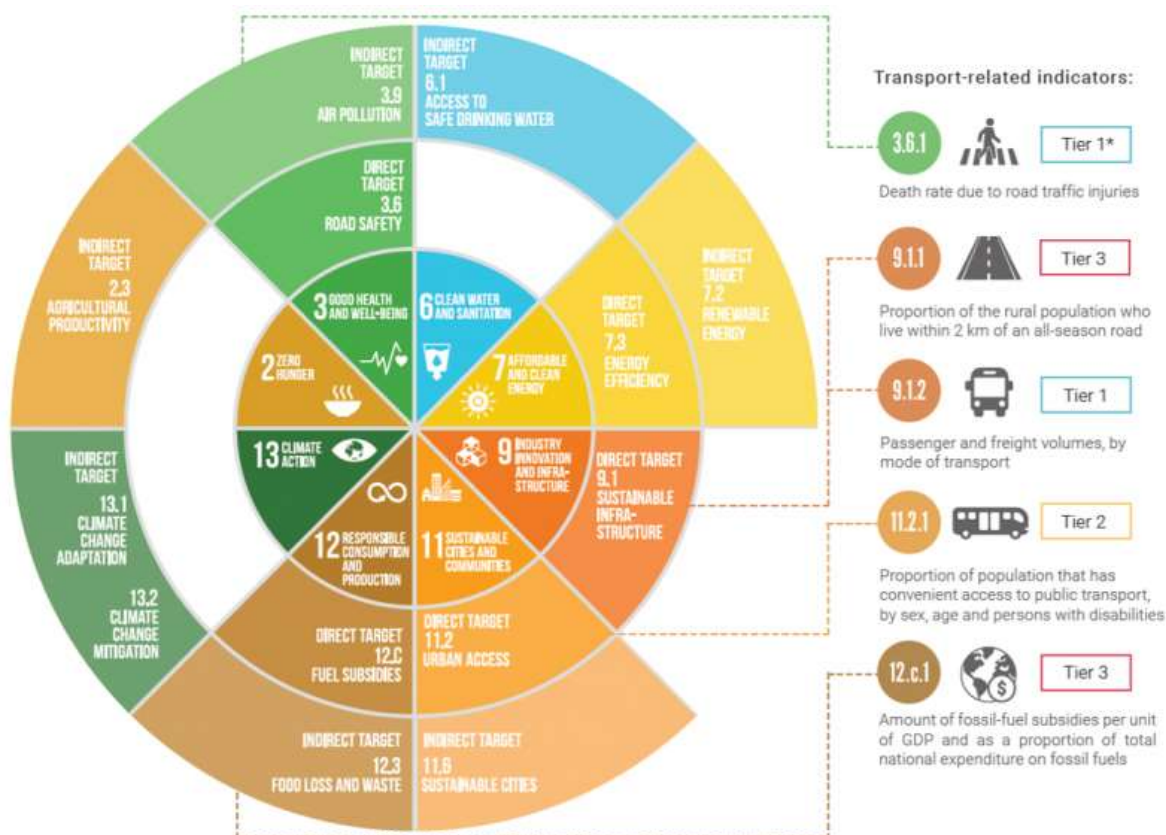 INDIRECT
TARGET
3.9
AIR POLLUTION
INDIRECT
TARGET
6.1
ACCESS TO
SAFE DRINKING WATER
DIRECT
TARGET
3.6
ROAD SAFETY
INDIRECT
TARGET
2.3
AGRICULTURAL
PRODUCTIVITY
INDIRECT
TARGET
7.2
RENEWABLE
ENERGY
DIRECT
TARGET
7.3
ENERGY
EFFICIENCY
3 GOOD HEALTH
AND WELL-BEING
6 CLEAN WATER
AND SANITATION
2 ZERO
HUNGER
7 AFFORDABLE
AND CLEAN
ENERGY
13 CLIMATE
ACTION
9 INDUSTRY
INNOVATION
AND INFRA-
STRUCTURE
12 RESPONSIBLE
CONSUMPTION
AND
PRODUCTION
11 SUSTAINABLE
CITIES AND
COMMUNITIES
INDIRECT
TARGET
13.1
CLIMATE
CHANGE
ADAPTATION
13.2
CLIMATE
CHANGE
MITIGATION
DIRECT TARGET
9.1
SUSTAINABLE
INFRA-
STRUCTURE
DIRECT TARGET
12.C
FUEL SUBSIDIES
DIRECT TARGET
11.2
URBAN ACCESS
INDIRECT TARGET
12.3
FOOD LOSS AND WASTE
INDIRECT TARGET
11.6
SUSTAINABLE CITIES
Transport-related indicators:
3.6.1
Tier 1*
Death rate due to road traffic injuries
9.1.1
Tier 3
Proportion of the rural population who
live within 2 km of an all-season road
9.1.2
Tier 1
Passenger and freight volumes, by
mode of transport
11.2.1
Tier 2
Proportion of population that has
convenient access to public transport,
by sex, age and persons with disabilities
12.c.1
$
Tier 3
Amount of fossil-fuel subsidies per unit
of GDP and as a proportion of total
national expenditure on fossil fuels